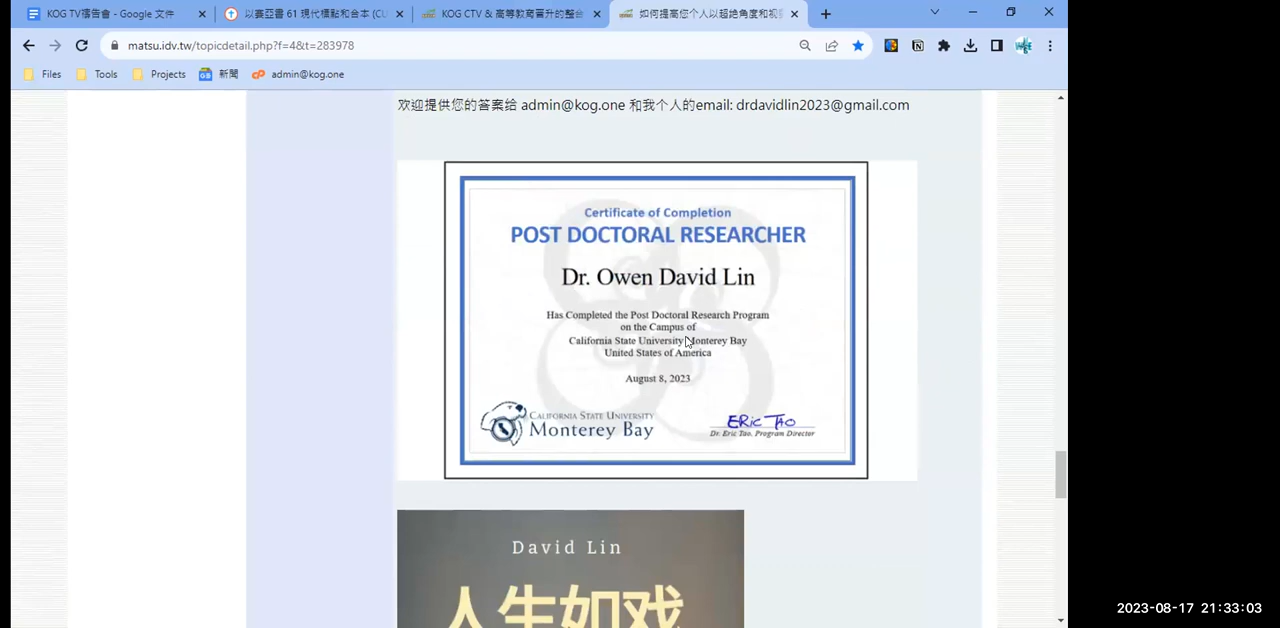 KOG TV禱告會 - Google 文件
以賽亞書 61 現代標點和合本 (CU
KOG CTV & 高等教育晉升的整合
如何提高您个人以超絶角度和視
matsu.idv.tw/topicdetail.php?f=4&t=283978
Files
Tools
Projects
新聞
admin@kog.one
欢迎提供您的答案给 admin@kog.one 和我个人的email: drdavidlin2023@gmail.com
Certificate of Completion
POST DOCTORAL RESEARCHER
Dr. Owen David Lin
Has Completed the Post Doctoral Research Program
on the Campus of
California State University Monterey Bay
United States of America
August 8, 2023
CALIFORNIA STATE UNIVERSITY
Monterey Bay
ERIC TAO
Dr. Eric Tao, Program Director
David Lin
人生如戏
2023-08-17 21:33:03